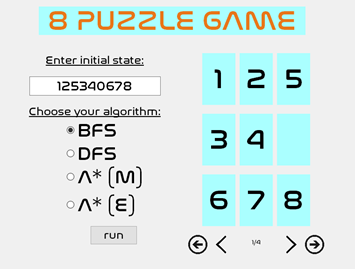 8 PUZZLE GAME
Enter initial state:
125340678
Choose your algorithm:
BFS
DFS
A* (M)
A* (E)
run
1 2 5
3 4
6 7 8
1/4